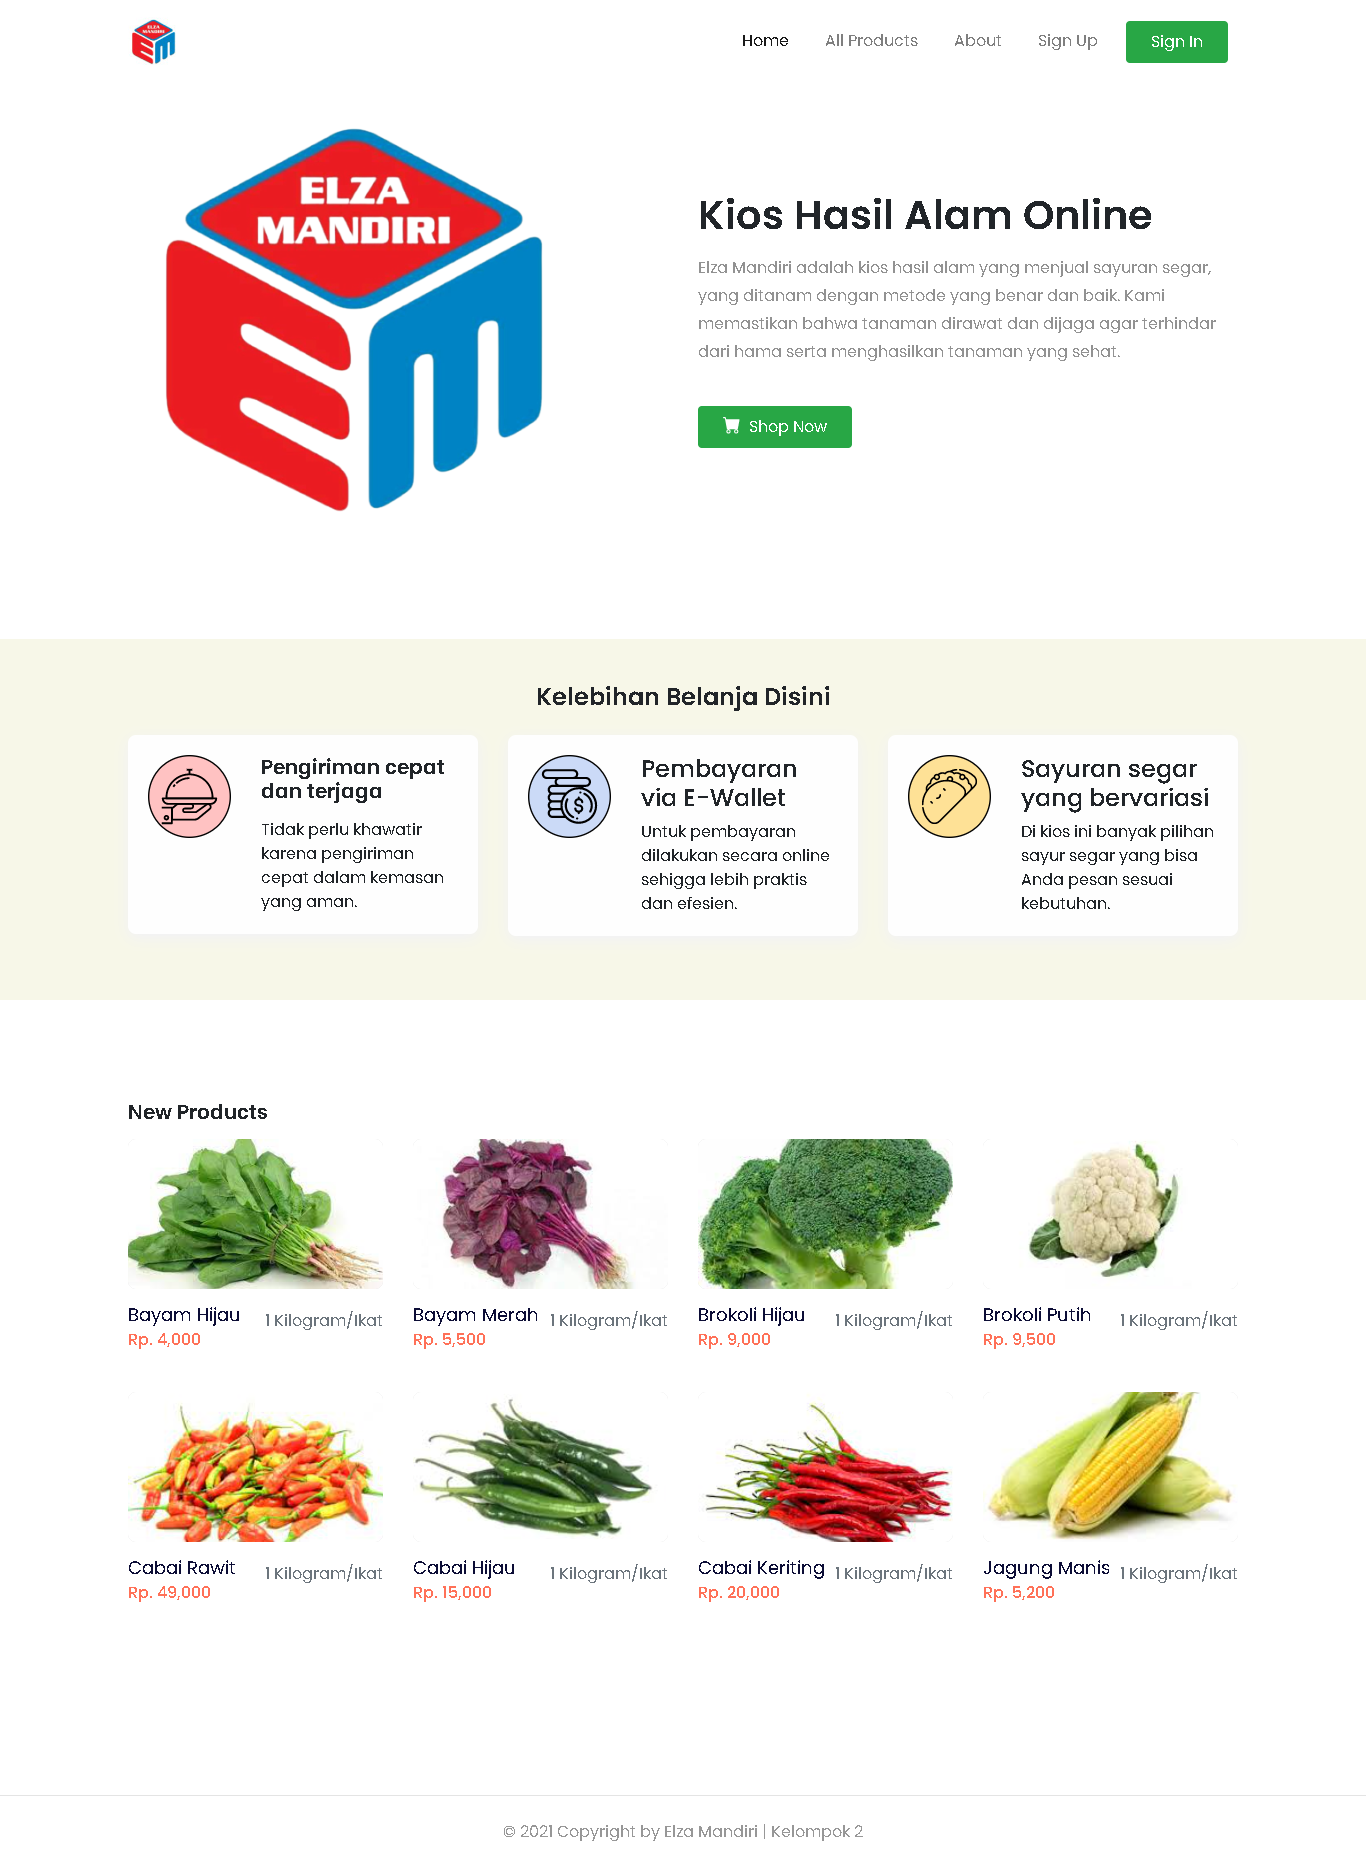 ELZA
MANDIRI
EM
Home
All Products
About
Sign Up
Sign In
ELZA
MANDIRI
EM
Kios Hasil Alam Online
Elza Mandiri adalah kios hasil alam yang menjual sayuran segar,
yang ditanam dengan metode yang benar dan baik. Kami
memastikan bahwa tanaman dirawat dan dijaga agar terhindar
dari hama serta menghasilkan tanaman yang sehat.
Shop Now
Kelebihan Belanja Disini
Pengiriman cepat
dan terjaga
Tidak perlu khawatir
karena pengiriman
cepat dalam kemasan
yang aman.
$
Pembayaran
via E-Wallet
Untuk pembayaran
dilakukan secara online
sehigga lebih praktis
dan efesien.
Sayuran segar
yang bervariasi
Di kios ini banyak pilihan
sayur segar yang bisa
Anda pesan sesuai
kebutuhan.
New Products
Bayam Hijau
1 Kilogram/Ikat
Rp. 4,000
Bayam Merah
1 Kilogram/Ikat
Rp. 5,500
Brokoli Hijau
1 Kilogram/Ikat
Rp. 9,000
Brokoli Putih
1 Kilogram/Ikat
Rp. 9,500
Cabai Rawit
1 Kilogram/Ikat
Rp. 49,000
Cabai Hijau
1 Kilogram/Ikat
Rp. 15,000
Cabai Keriting
1 Kilogram/Ikat
Rp. 20,000
Jagung Manis
1 Kilogram/Ikat
Rp. 5,200
© 2021 Copyright by Elza Mandiri | Kelompok 2